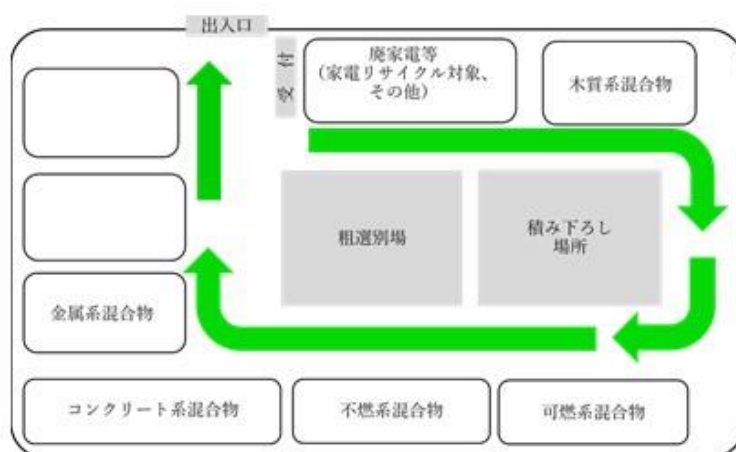 出入口
受付
廃家電等
(家電リサイクル対象、
その他)
木質系混合物
粗選別場
積み下ろし
場所
金属系混合物
コンクリート系混合物
不燃系混合物
可燃系混合物